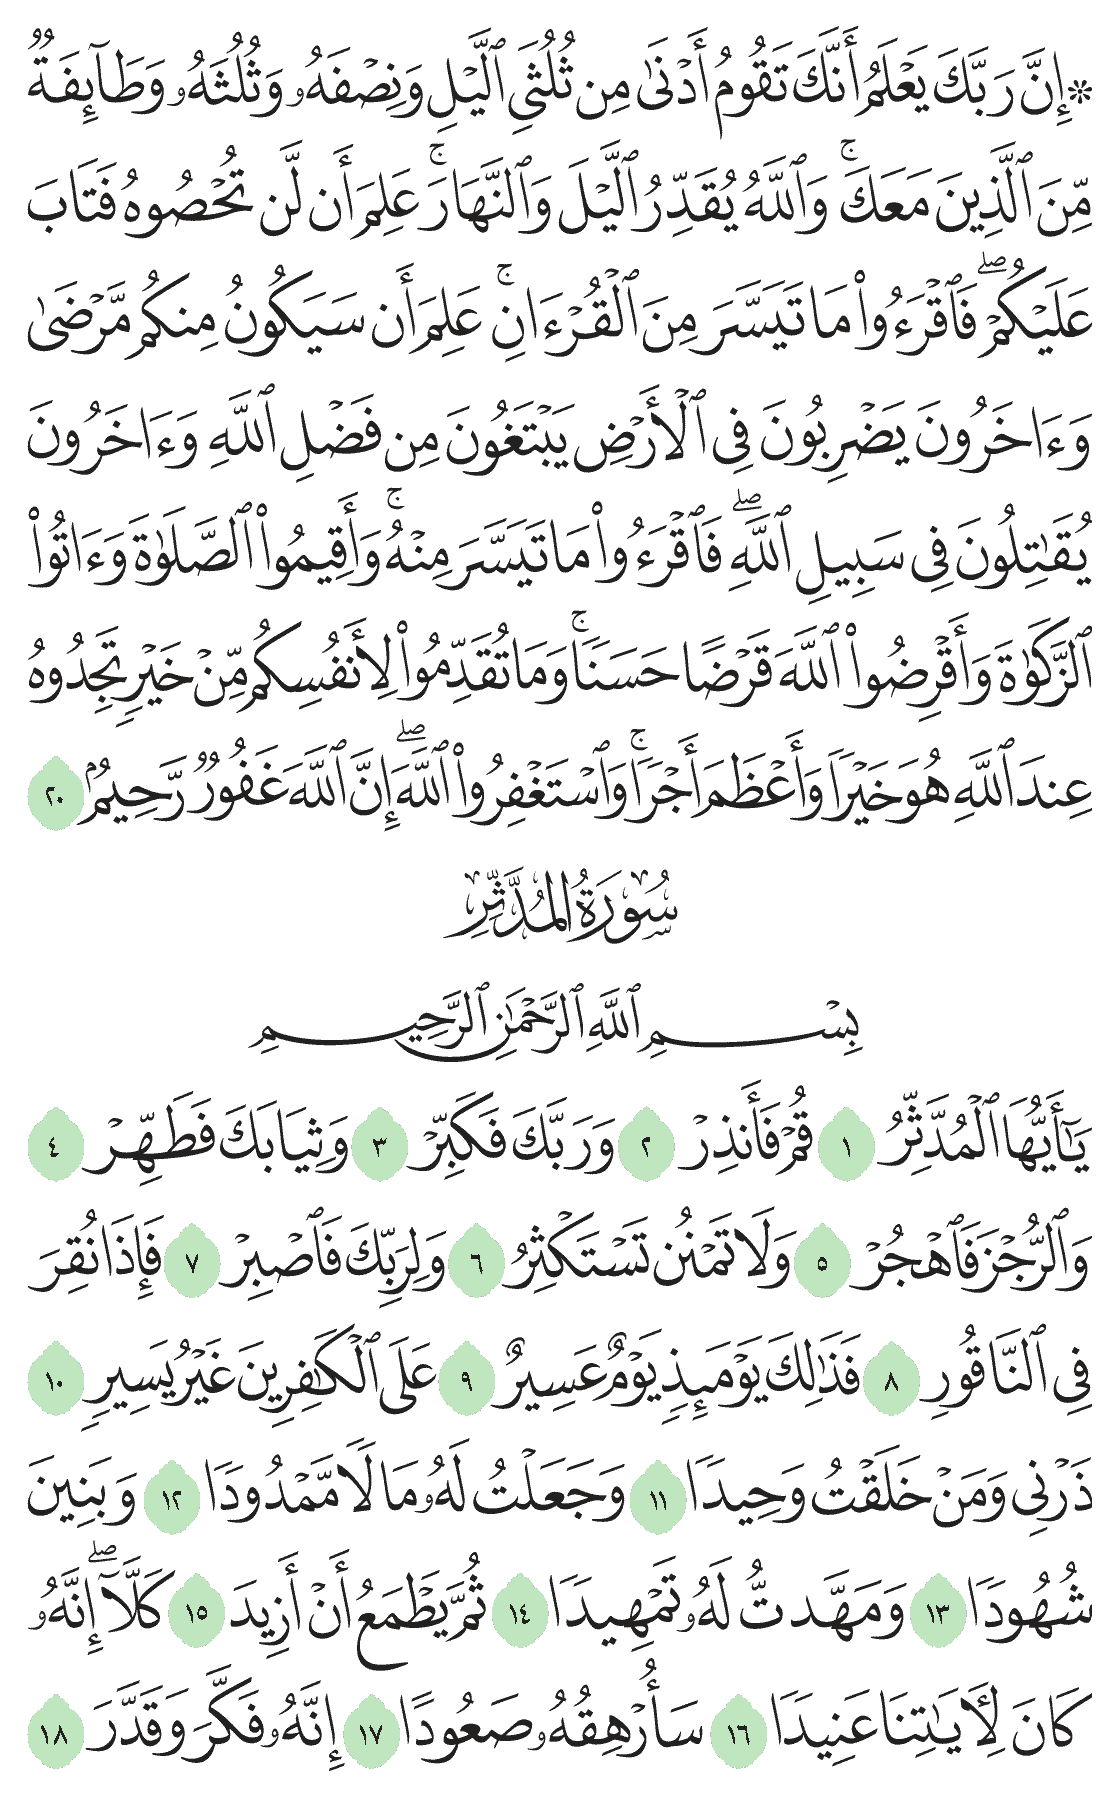 ۞ إِنَّ رَبَّكَ يَعۡلَمُ أَنَّكَ تَقُومُ أَدۡنَىٰ مِن ثُلُثَيِ ٱلَّيۡلِ وَنِصۡفَهُۥ وَثُلُثَهُۥ وَطَآئِفَةٞ
مِّنَ ٱلَّذِينَ مَعَكَۚ وَٱللَّهُ يُقَدِّرُ ٱلَّيۡلَ وَٱلنَّهَارَۚ عَلِمَ أَن لَّن تُحۡصُوهُ فَتَابَ
عَلَيۡكُمۡۖ فَٱقۡرَءُواْ مَا تَيَسَّرَ مِنَ ٱلۡقُرۡءَانِۚ عَلِمَ أَن سَيَكُونُ مِنكُم مَّرۡضَىٰ
وَءَاخَرُونَ يَضۡرِبُونَ فِي ٱلۡأَرۡضِ يَبۡتَغُونَ مِن فَضۡلِ ٱللَّهِ وَءَاخَرُونَ
يُقَٰتِلُونَ فِي سَبِيلِ ٱللَّهِۖ فَٱقۡرَءُواْ مَا تَيَسَّرَ مِنۡهُۚ وَأَقِيمُواْ ٱلصَّلَوٰةَ وَءَاتُواْ
ٱلزَّكَوٰةَ وَأَقۡرِضُواْ ٱللَّهَ قَرۡضًا حَسَنٗاۚ وَمَا تُقَدِّمُواْ لِأَنفُسِكُم مِّنۡ خَيۡرٖ تَجِدُوهُ
عِندَ ٱللَّهِ هُوَ خَيۡرٗا وَأَعۡظَمَ أَجۡرٗاۚ وَٱسۡتَغۡفِرُواْ ٱللَّهَۖ إِنَّ ٱللَّهَ غَفُورٞ رَّحِيمُۢ ٢٠
سُورَةُ المُدَّثِّرِ
بِسۡمِ ٱللَّهِ ٱلرَّحۡمَٰنِ ٱلرَّحِيمِ
يَٰٓأَيُّهَا ٱلۡمُدَّثِّرُ ١ قُمۡ فَأَنذِرۡ ٢ وَرَبَّكَ فَكَبِّرۡ ٣ وَثِيَابَكَ فَطَهِّرۡ ٤
وَٱلرُّجۡزَ فَٱهۡجُرۡ ٥ وَلَا تَمۡنُن تَسۡتَكۡثِرُ ٦ وَلِرَبِّكَ فَٱصۡبِرۡ ٧ فَإِذَا نُقِرَ
فِي ٱلنَّاقُورِ ٨ فَذَٰلِكَ يَوۡمَئِذٖ يَوۡمٌ عَسِيرٌ ٩ عَلَى ٱلۡكَٰفِرِينَ غَيۡرُ يَسِيرٖ ١٠
ذَرۡنِي وَمَنۡ خَلَقۡتُ وَحِيدٗا ١١ وَجَعَلۡتُ لَهُۥ مَالٗا مَّمۡدُودٗا ١٢ وَبَنِينَ
شُهُودٗا ١٣ وَمَهَّدتُّ لَهُۥ تَمۡهِيدٗا ١٤ ثُمَّ يَطۡمَعُ أَنۡ أَزِيدَ ١٥ كَلَّآۖ إِنَّهُۥ
كَانَ لِأٓيَٰتِنَا عَنِيدٗا ١٦ سَأُرۡهِقُهُۥ صَعُودًا ١٧ إِنَّهُۥ فَكَّرَ وَقَدَّرَ ١٨